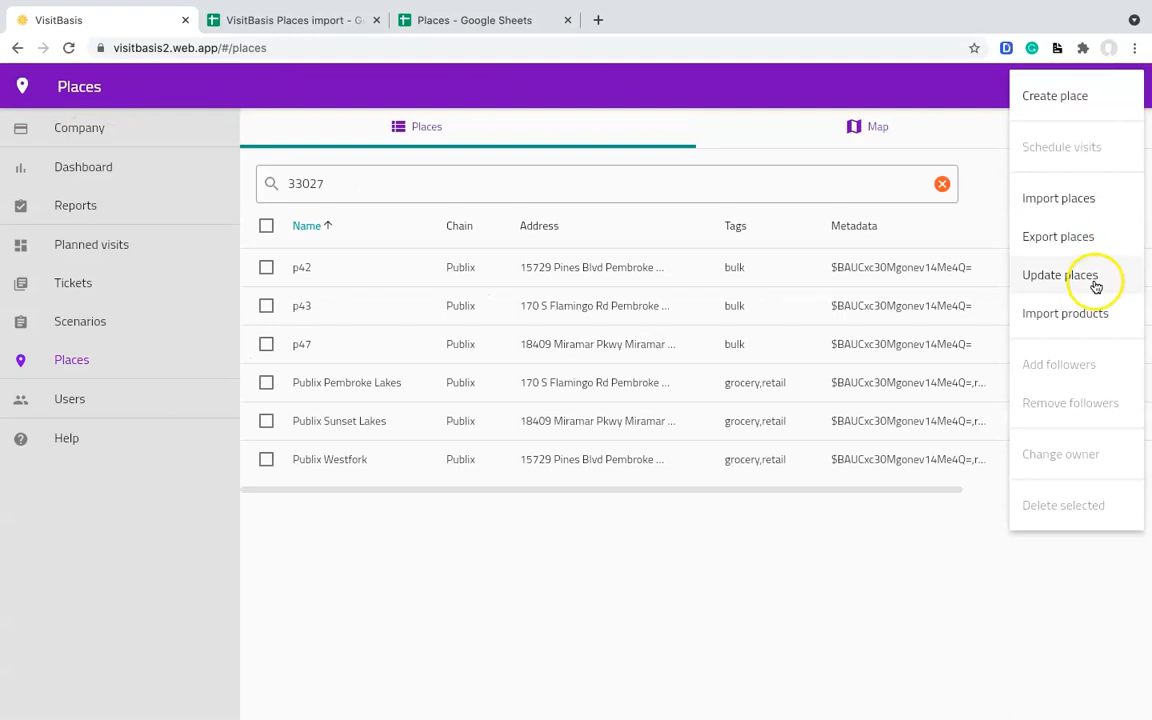 VisitBasis
VisitBasis Places import - G
Places - Google Sheets
visitbasis2.web.app/#/places
Places
Company
Dashboard
Reports
Planned visits
Tickets
Scenarios
Places
Users
Help
Places
Map
33027
Name Chain Address Tags Metadata
p42 Publix 15729 Pines Blvd Pembroke ... bulk $BAUCxc30Mgonev14Me4Q=
p43 Publix 170 S Flamingo Rd Pembroke ... bulk $BAUCxc30Mgonev14Me4Q=
p47 Publix 18409 Miramar Pkwy Miramar ... bulk $BAUCxc30Mgonev14Me4Q=
Publix Pembroke Lakes Publix 170 S Flamingo Rd Pembroke ... grocery,retail $BAUCxc30Mgonev14Me4Q=,r...
Publix Sunset Lakes Publix 18409 Miramar Pkwy Miramar ... grocery,retail $BAUCxc30Mgonev14Me4Q=,r...
Publix Westfork Publix 15729 Pines Blvd Pembroke ... grocery,retail $BAUCxc30Mgonev14Me4Q=,r...
Create place
Schedule visits
Import places
Export places
Update places
Import products
Add followers
Remove followers
Change owner
Delete selected